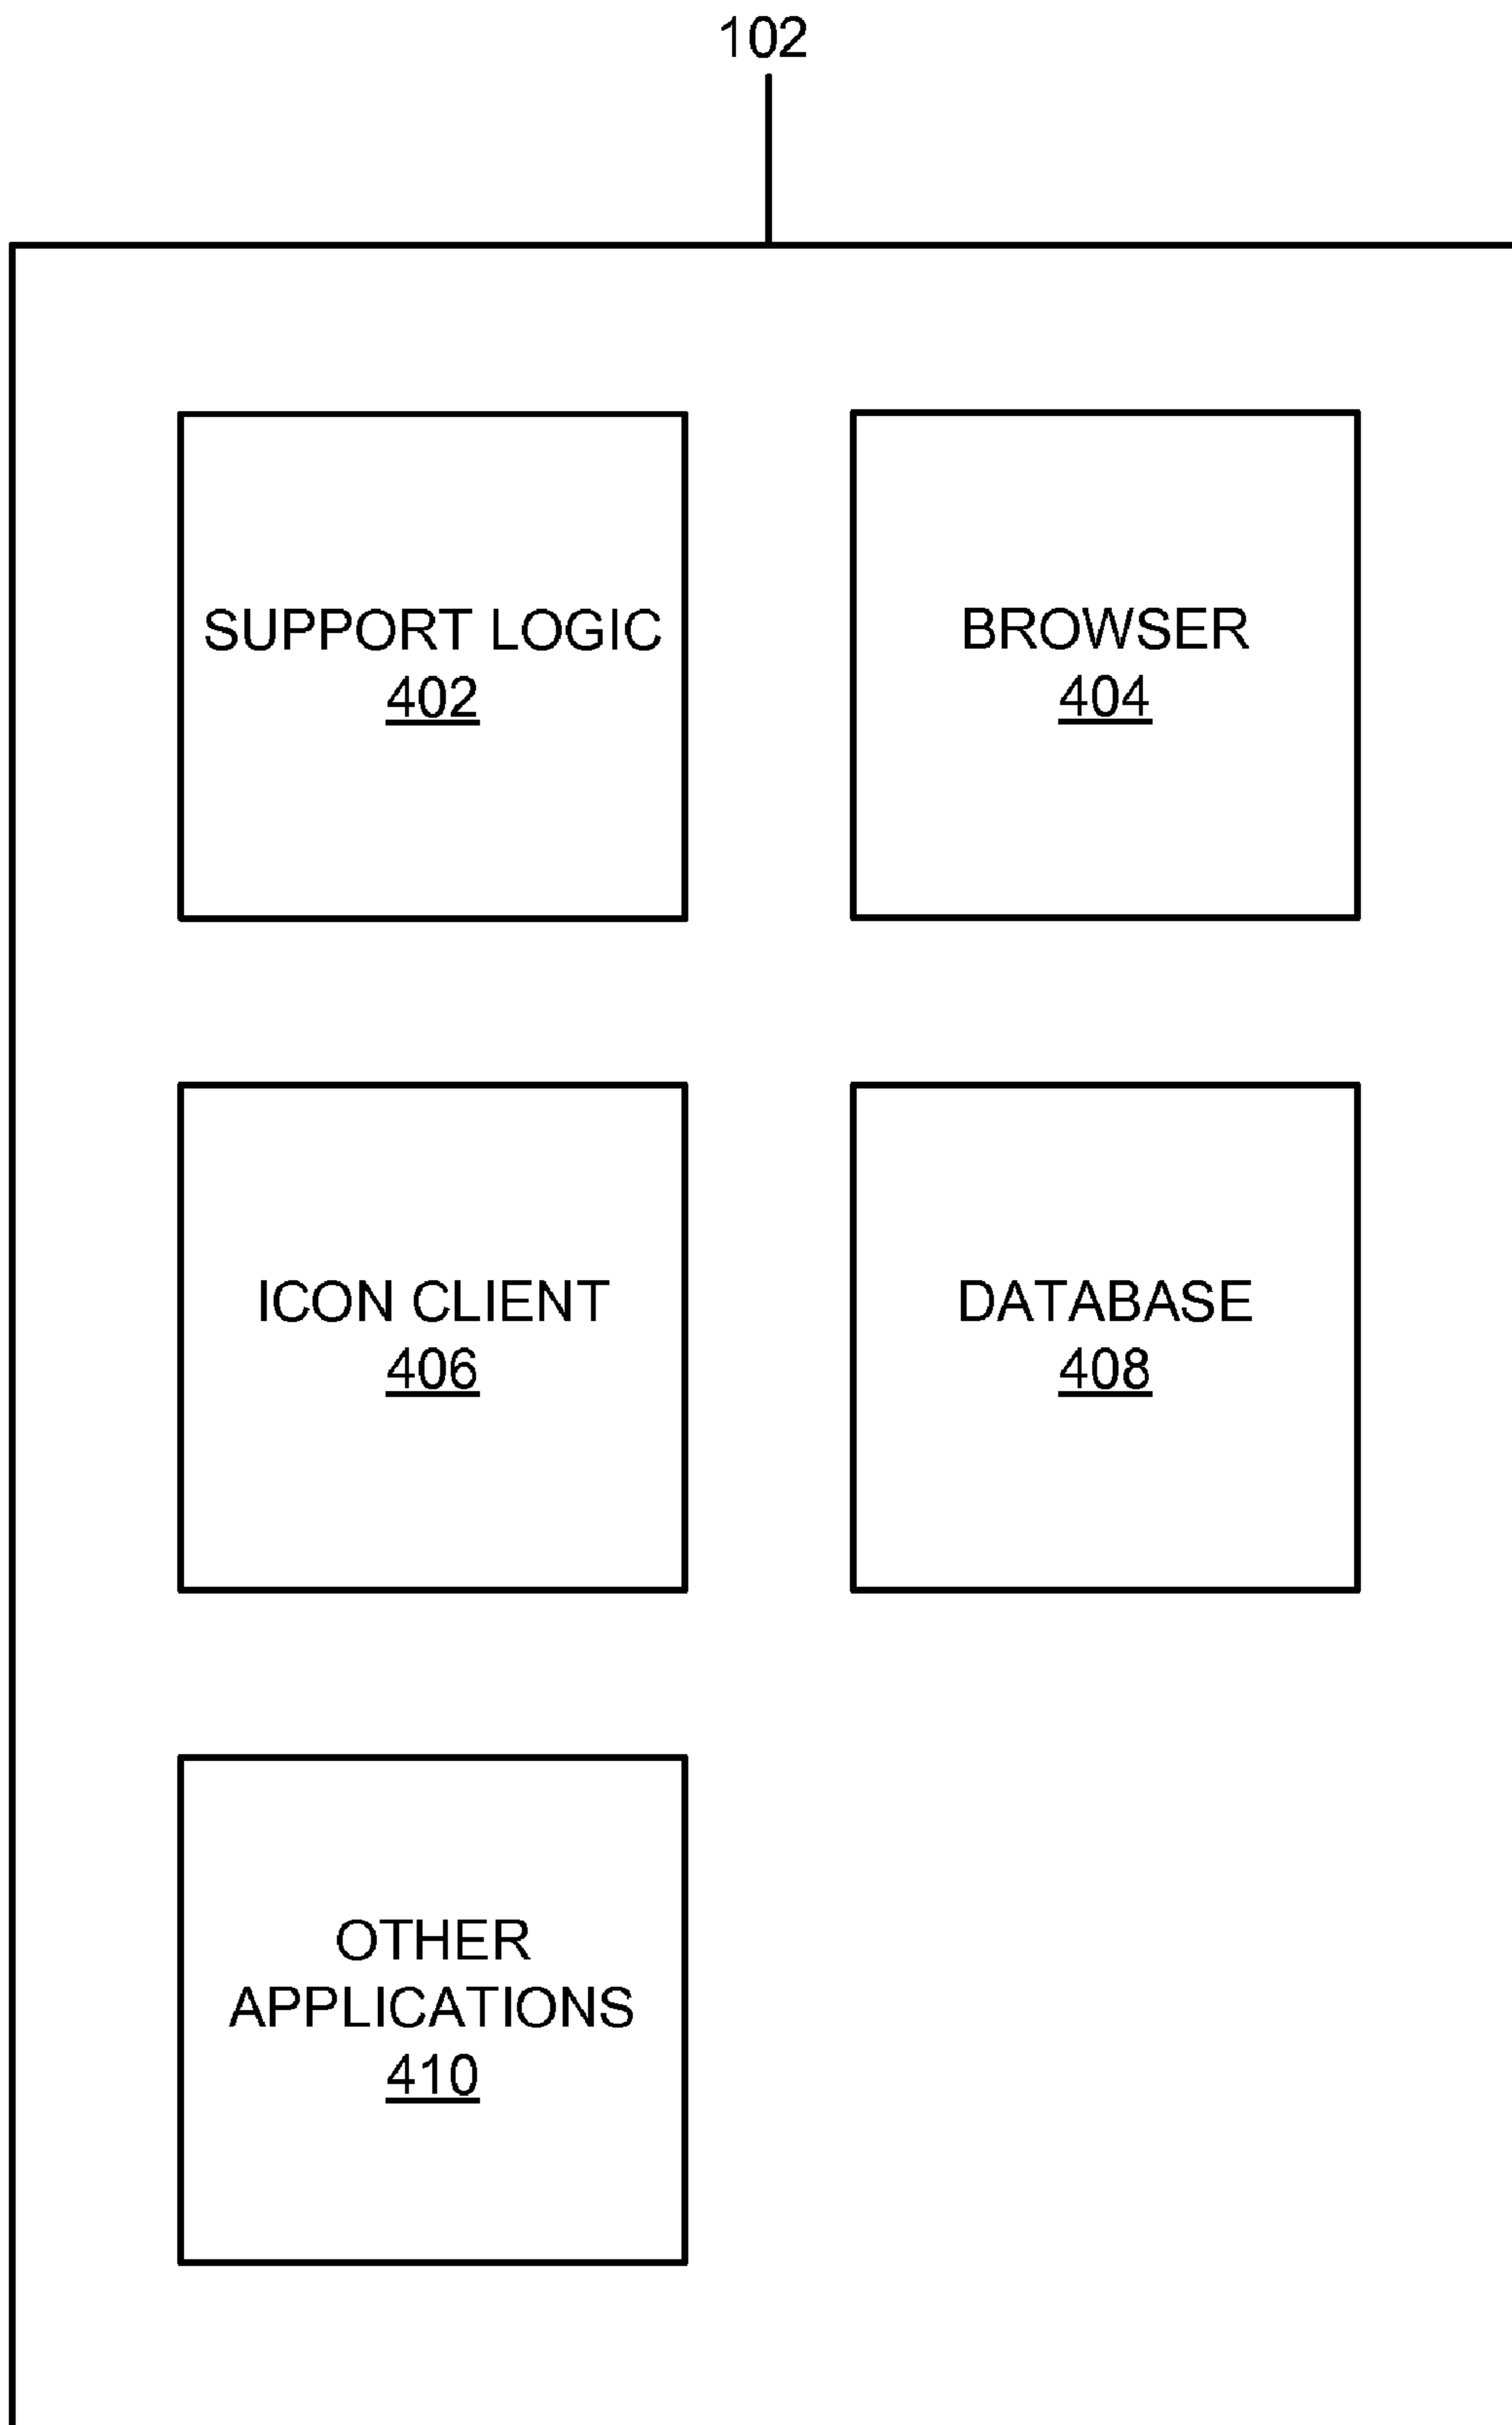 102
SUPPORT LOGIC
402
BROWSER
404
ICON CLIENT
406
DATABASE
408
OTHER
APPLICATIONS
410